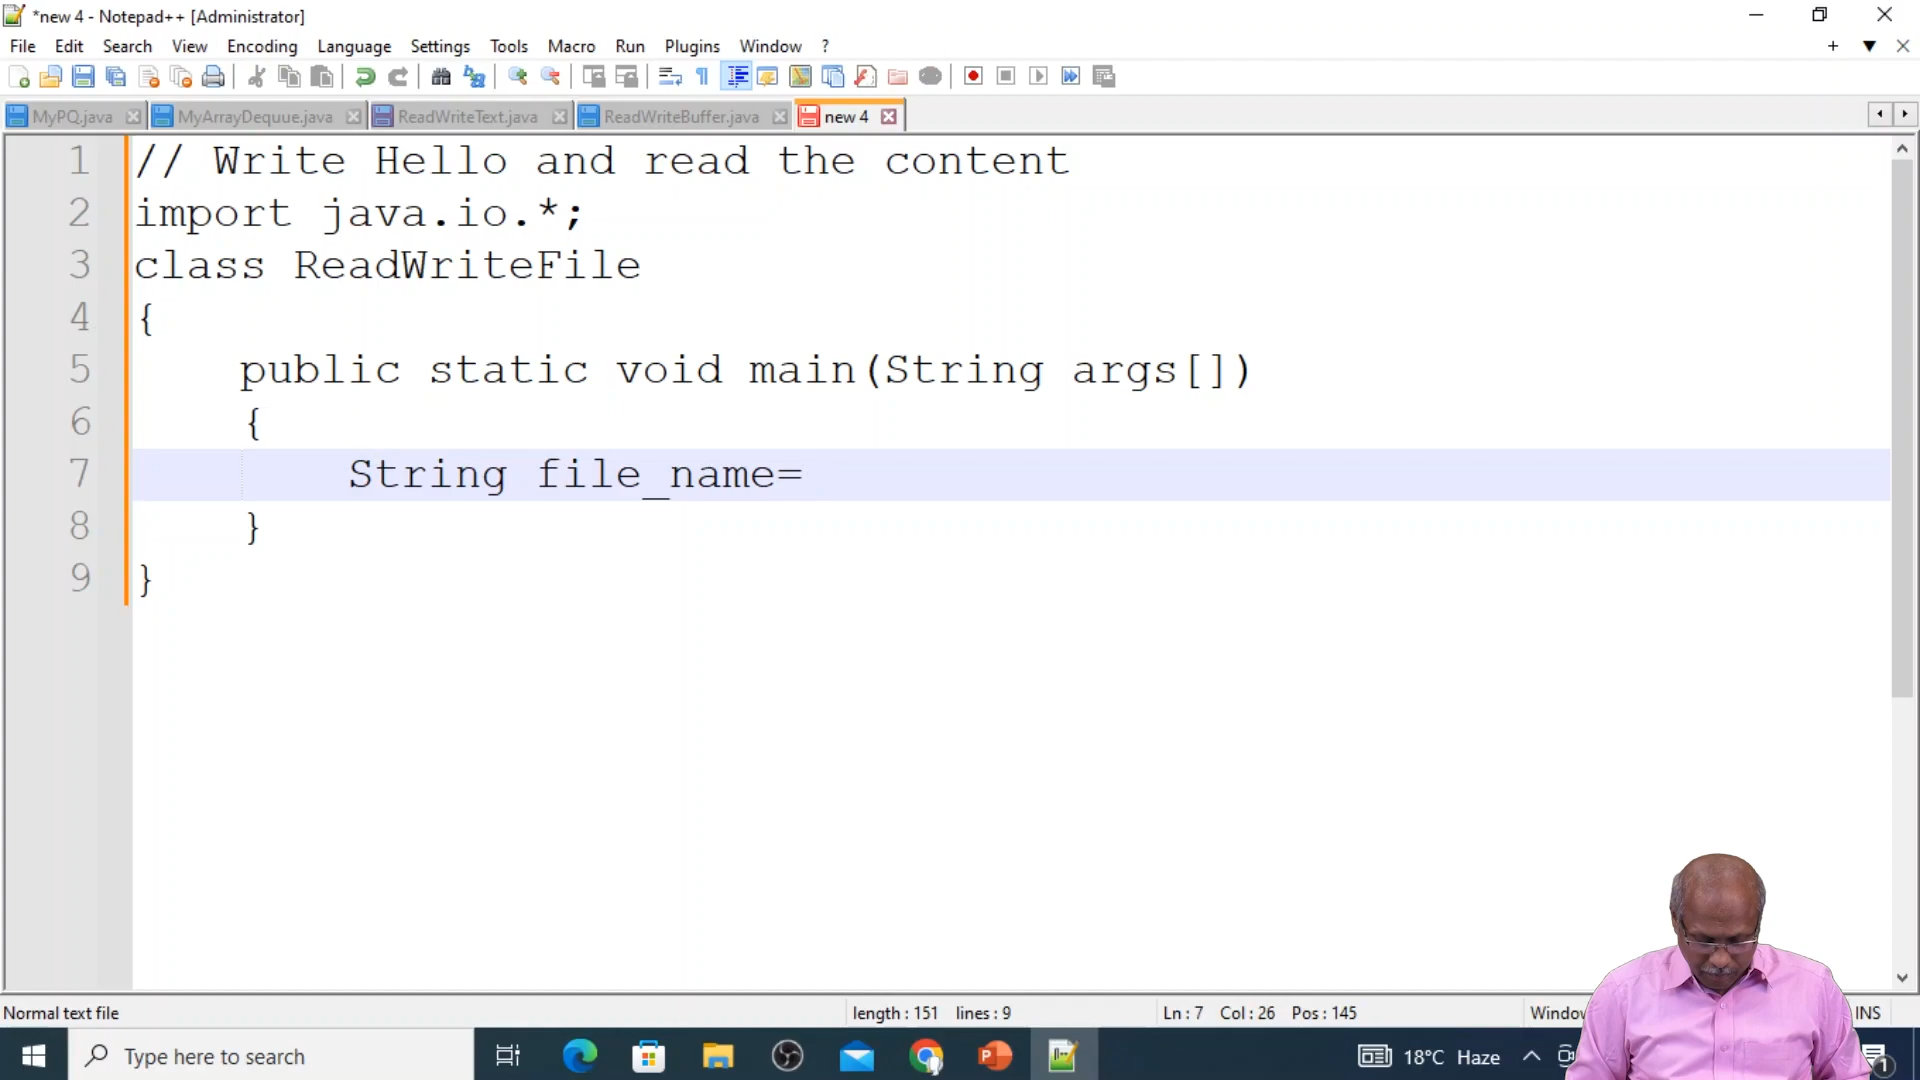 *new 4 - Notepad++ [Administrator]
File Edit Search View Encoding Language Settings Tools Macro Run Plugins Window ?
MyPQ.java MyArrayDequue.java ReadWriteText.java ReadWriteBuffer.java new 4
1 // Write Hello and read the content
2 import java.io.*;
3 class ReadWriteFile
4 {
5 public static void main(String args[])
6 {
7 String file_name=
8 }
9 }
Normal text file length : 151 lines : 9 Ln : 7 Col : 26 Pos : 145 Window INS
Type here to search 18°C Haze 1